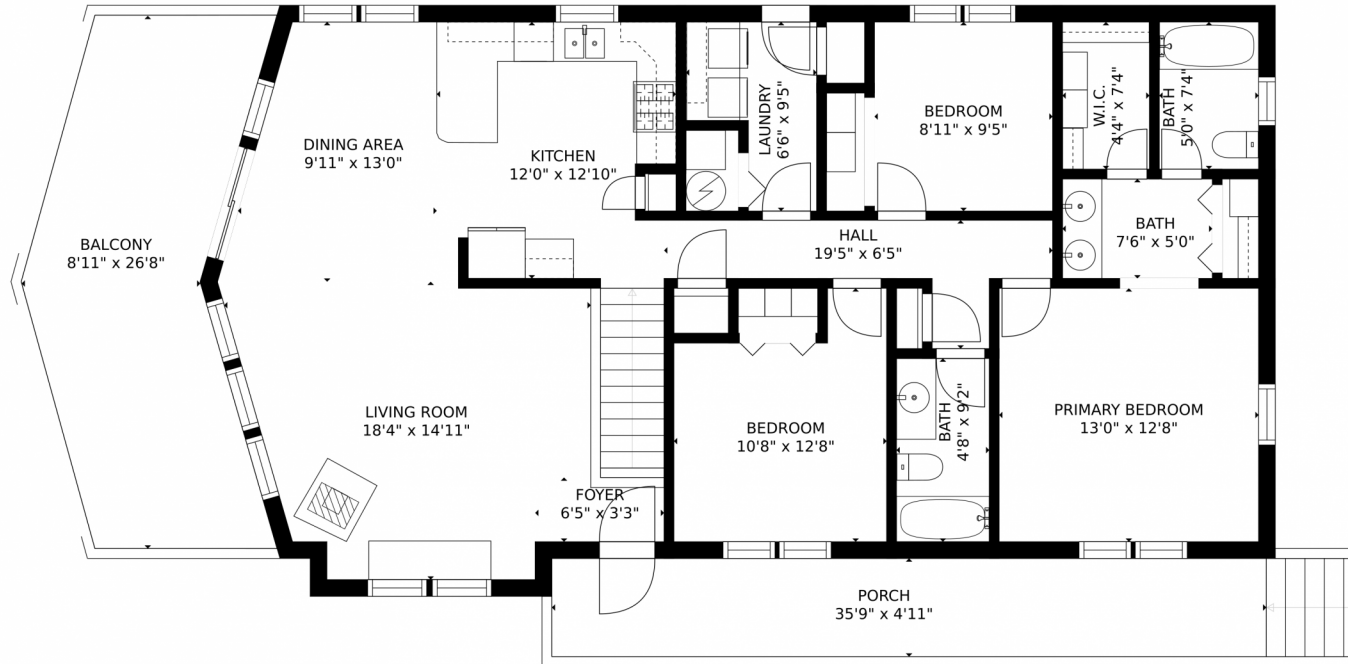 BALCONY
8'11" x 26'8"
DINING AREA
9'11" x 13'0"
KITCHEN
12'0" x 12'10"
LAUNDRY
6'6" x 9'5"
BEDROOM
8'11" x 9'5"
W.I.C.
4'4" x 7'4"
BATH
5'0" x 7'4"
BATH
7'6" x 5'0"
HALL
19'5" x 6'5"
LIVING ROOM
18'4" x 14'11"
FOYER
6'5" x 3'3"
BEDROOM
10'8" x 12'8"
BATH
4'8" x 9'2"
PRIMARY BEDROOM
13'0" x 12'8"
PORCH
35'9" x 4'11"